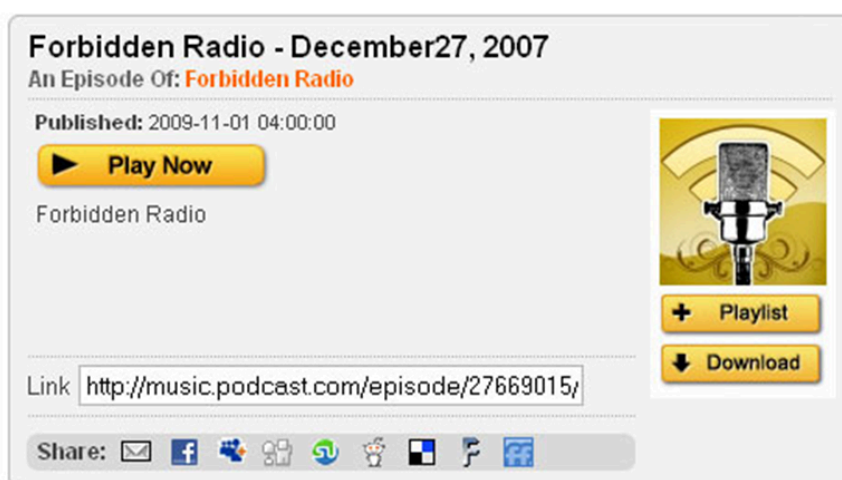 Forbidden Radio - December27, 2007
An Episode Of: Forbidden Radio
Published: 2009-11-01 04:00:00
Play Now
Forbidden Radio
Playlist
Download
Link http://music.podcast.com/episode/27669015/
Share:
ff